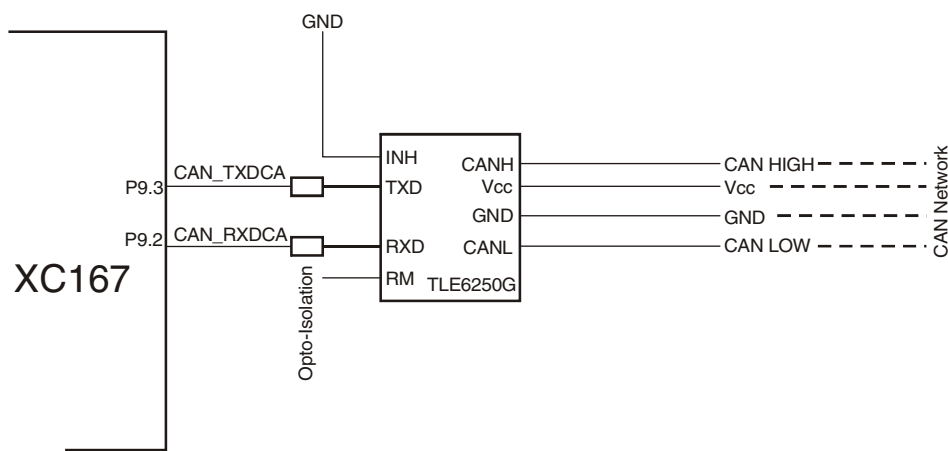 GND
INH
CAN_TXDCA
CANH
CAN HIGH
P9.3
TXD
Vcc
Vcc
GND
GND
CAN_RXDCA
P9.2
RXD
CANL
CAN LOW
CAN Network
XC167
RM
TLE6250G
Opto-Isolation